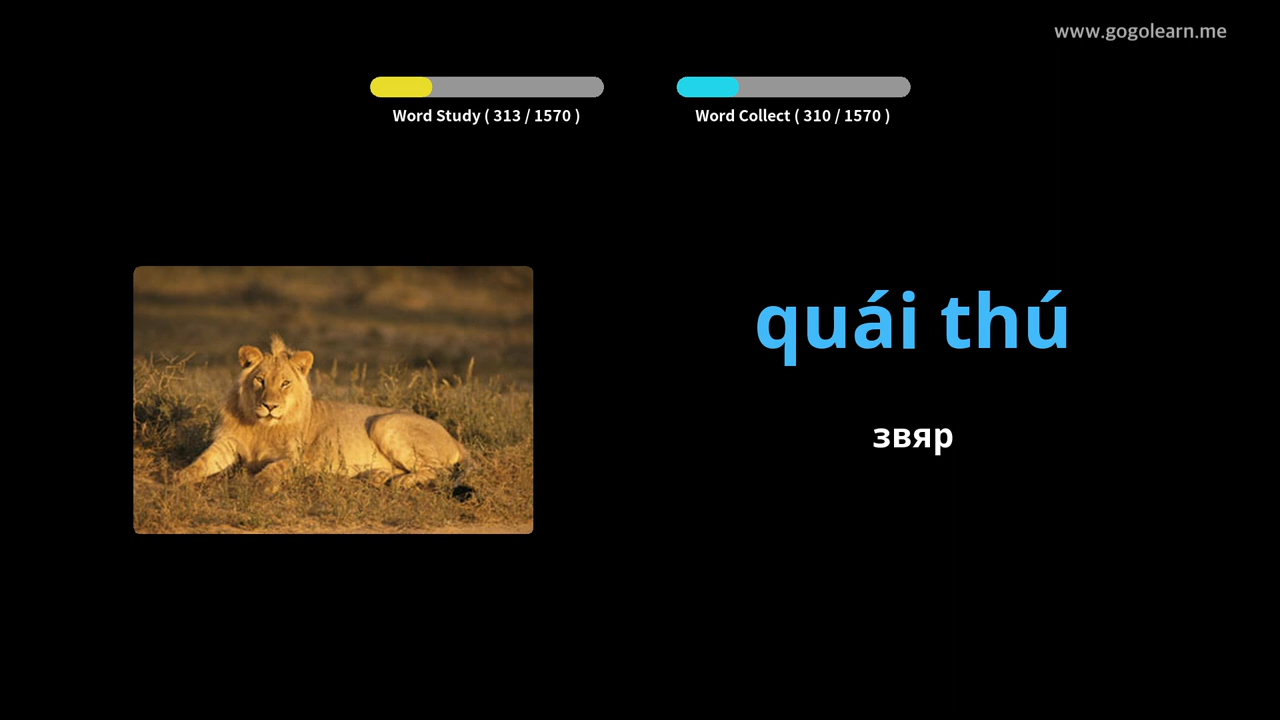 www.gogolearn.me
Word Study ( 313 / 1570 )
Word Collect ( 310 / 1570 )
quái thú
звяр